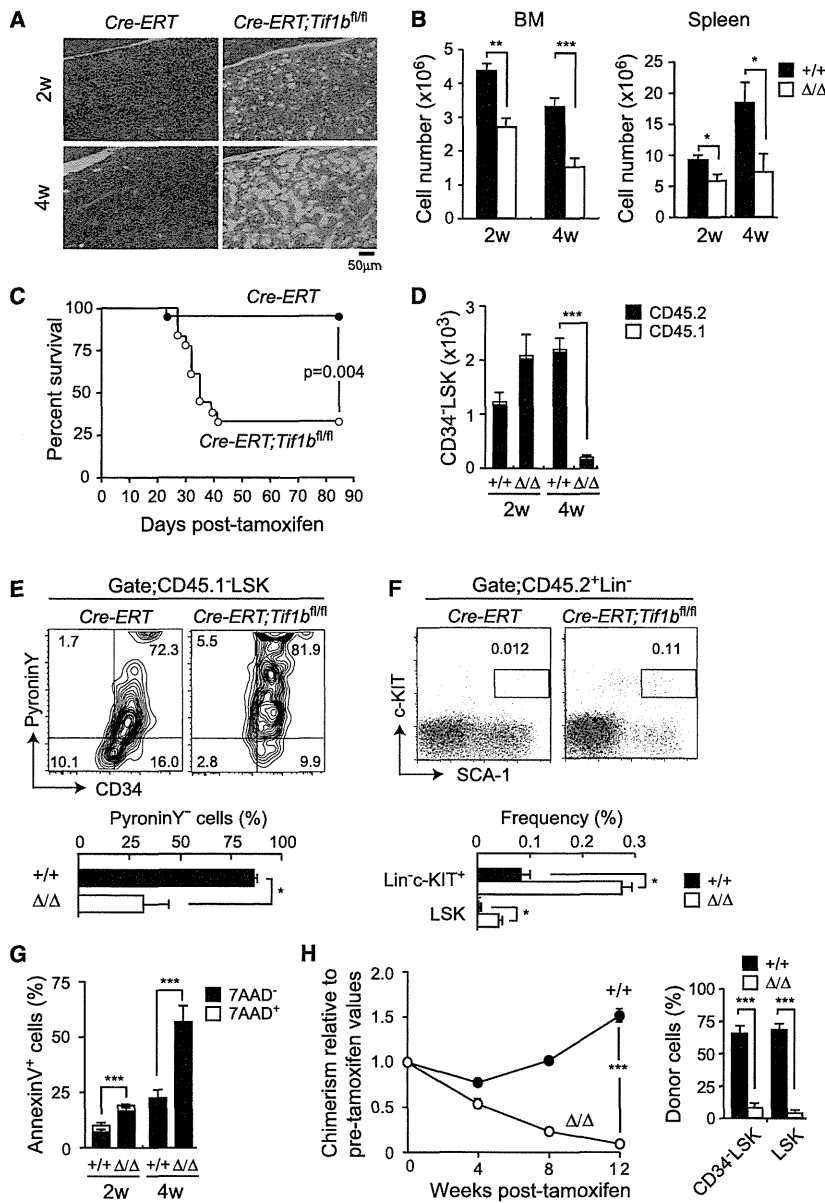 A
Cre-ERT
Cre-ERT;Tif1b^fl/fl
2w
4w
50μm
B
BM
Spleen
Cell number (x10⁶)
5
4
3
2
1
0
**
***
2w
4w
Cell number (x10⁶)
25
20
15
10
5
0
*
*
2w
4w
+/+
Δ/Δ
C
Percent survival
100
75
50
25
0
Cre-ERT
p=0.004
Cre-ERT;Tif1b^fl/fl
0 10 20 30 40 50 60 70 80 90
Days post-tamoxifen
D
CD34⁻LSK (x10³)
3
2
1
0
***
CD45.2
CD45.1
+/+ Δ/Δ +/+ Δ/Δ
2w 4w
E
Gate;CD45.1⁻LSK
Cre-ERT
Cre-ERT;Tif1b^fl/fl
PyroninY
1.7
72.3
10.1
16.0
5.5
81.9
2.8
9.9
CD34
PyroninY⁻ cells (%)
0 25 50 75 100
+/+
Δ/Δ
*
F
Gate;CD45.2⁺Lin⁻
Cre-ERT
Cre-ERT;Tif1b^fl/fl
c-KIT
0.012
0.11
SCA-1
Frequency (%)
0 0.1 0.2 0.3
Lin⁻c-KIT⁺
LSK
*
*
+/+
Δ/Δ
G
AnnexinV⁺ cells (%)
75
50
25
0
***
***
7AAD⁻
7AAD⁺
+/+ Δ/Δ +/+ Δ/Δ
2w 4w
H
Chimerism relative to
pre-tamoxifen values
2.0
1.5
1.0
0.5
0
+/+
***
Δ/Δ
0 4 8 12
Weeks post-tamoxifen
+/+
Δ/Δ
Donor cells (%)
100
75
50
25
0
***
***
CD34⁻LSK
LSK